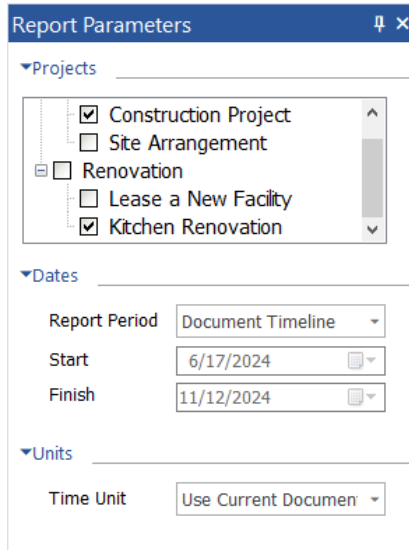 Report Parameters
Projects
Construction Project
Site Arrangement
Renovation
Lease a New Facility
Kitchen Renovation
Dates
Report Period Document Timeline
Start 6/17/2024
Finish 11/12/2024
Units
Time Unit Use Current Documen